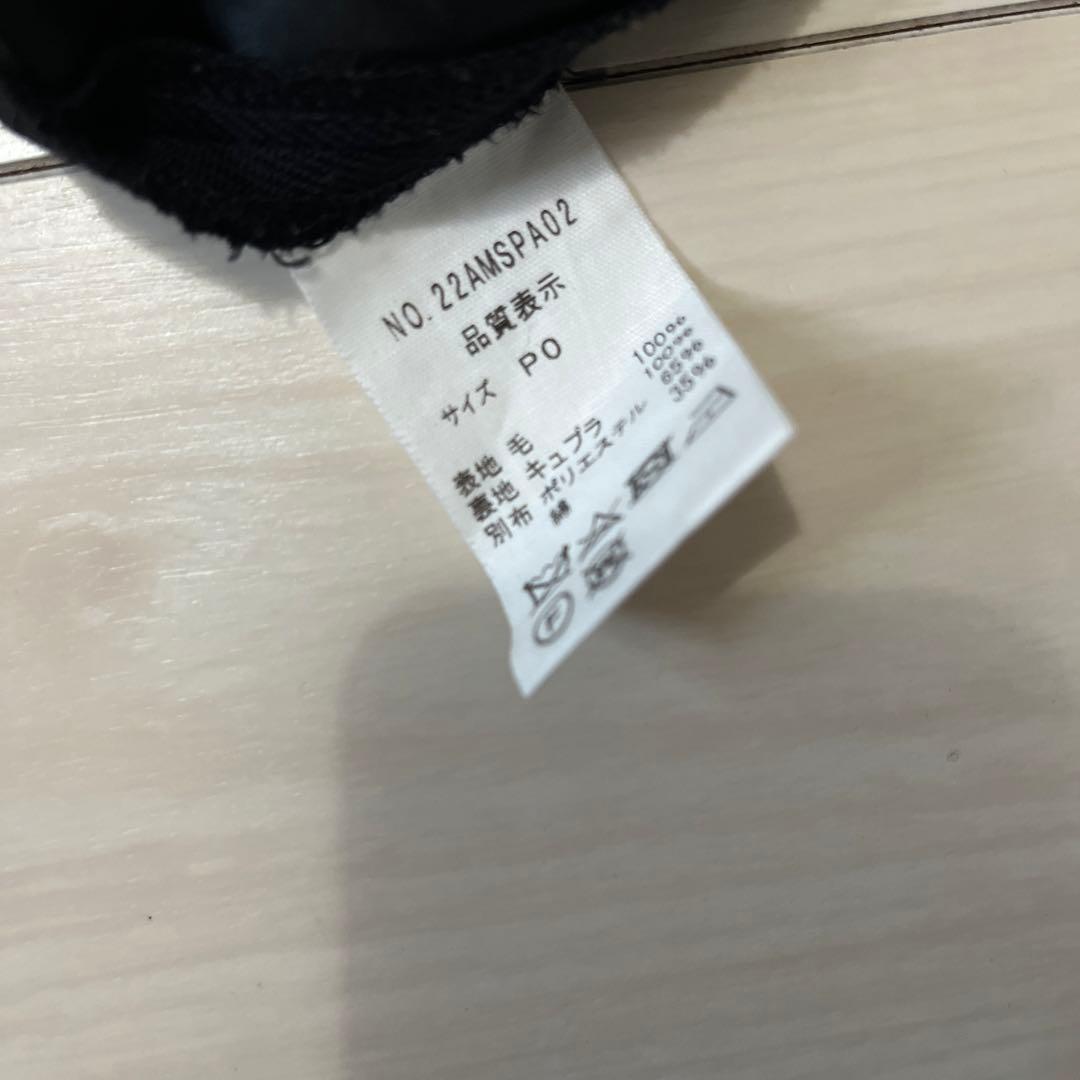 NO.22AMSPA02
品質表示
サイズ P0
表地 毛 100%
裏地 キュプラ 100%
別布 ポリエステル 65%
綿 35%
F